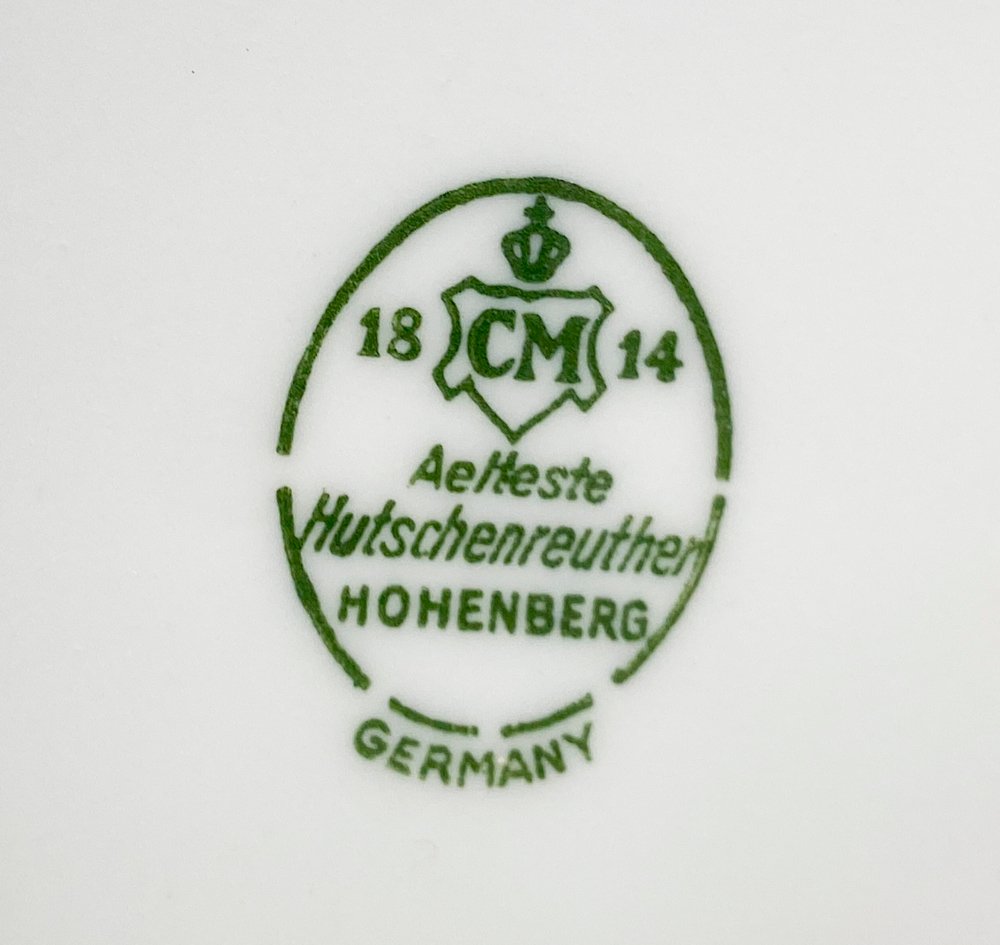 18 CM 14
Aelteste
Hutschenreuther
HOHENBERG
GERMANY